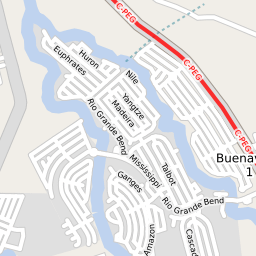 C-PEG
Huron
Euphrates
Nile
C-PEG
Yangtze
Madeira
Rio Grande Bend
C-PEG
Mississippi
Buenav
1
Talbot
Ganges
Rio Grande Bend
Amazon
Cascad